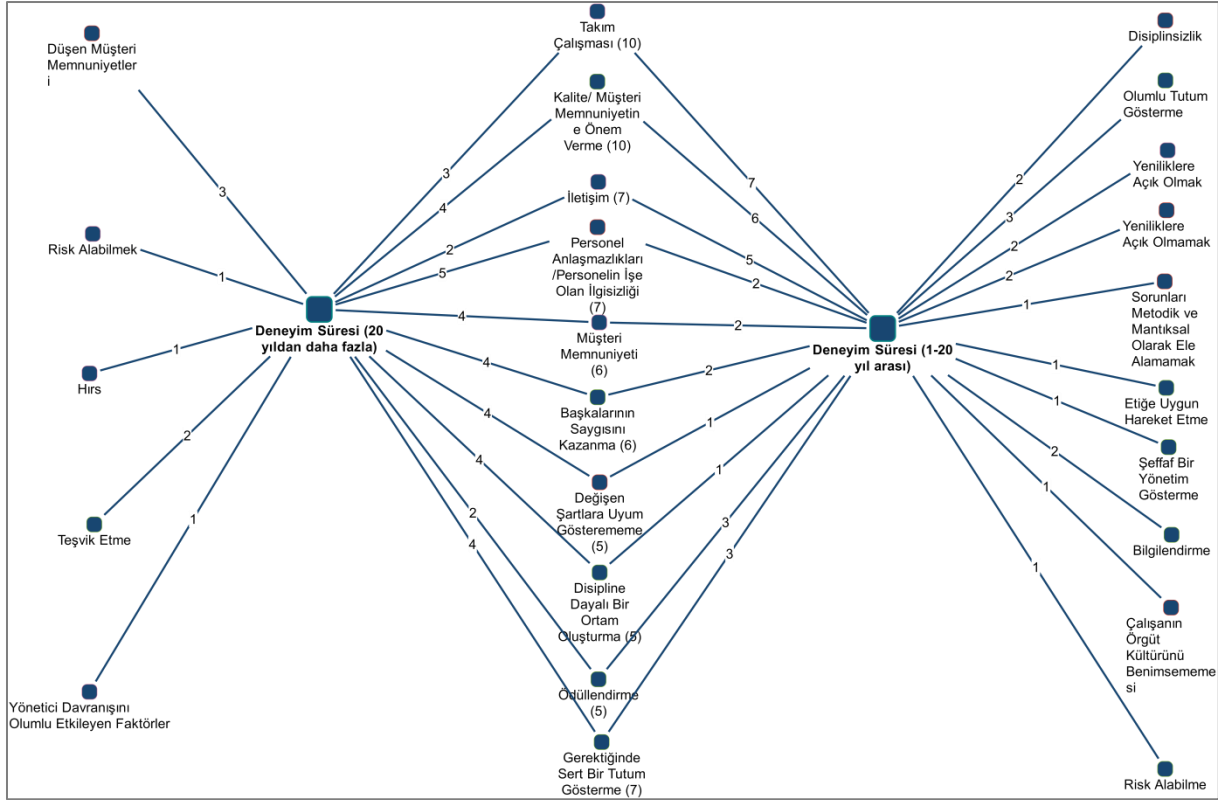 Düşen Müşteri
Memnuniyetler
i
3
Risk Alabilmek
1
Hırs
1
Teşvik Etme
2
Yönetici Davranışını
Olumlu Etkileyen Faktörler
1
Deneyim Süresi (20
yıldan daha fazla)
Takım
Çalışması (10)
3
7
Kalite/ Müşteri
Memnuniyetin
e Önem
Verme (10)
4
6
İletişim (7)
2
5
Personel
Anlaşmazlıkları
/Personelin İşe
Olan İlgisizliği
(7)
5
2
Müşteri
Memnuniyeti
(6)
4
2
Başkalarının
Saygısını
Kazanma (6)
4
2
Değişen
Şartlara Uyum
Gösterememe
(5)
4
1
Disipline
Dayalı Bir
Ortam
Oluşturma (5)
4
1
Ödüllendirme
(5)
2
3
Gerektiğinde
Sert Bir Tutum
Gösterme (7)
4
3
Deneyim Süresi (1-20
yıl arası)
Disiplinsizlik
2
Olumlu Tutum
Gösterme
3
Yeniliklere
Açık Olmak
2
Yeniliklere
Açık Olmamak
2
Sorunları
Metodik ve
Mantıksal
Olarak Ele
Alamamak
1
Etiğe Uygun
Hareket Etme
1
Şeffaf Bir
Yönetim
Gösterme
1
Bilgilendirme
2
Çalışanın
Örgüt
Kültürünü
Benimsememe
si
1
Risk Alabilme
1